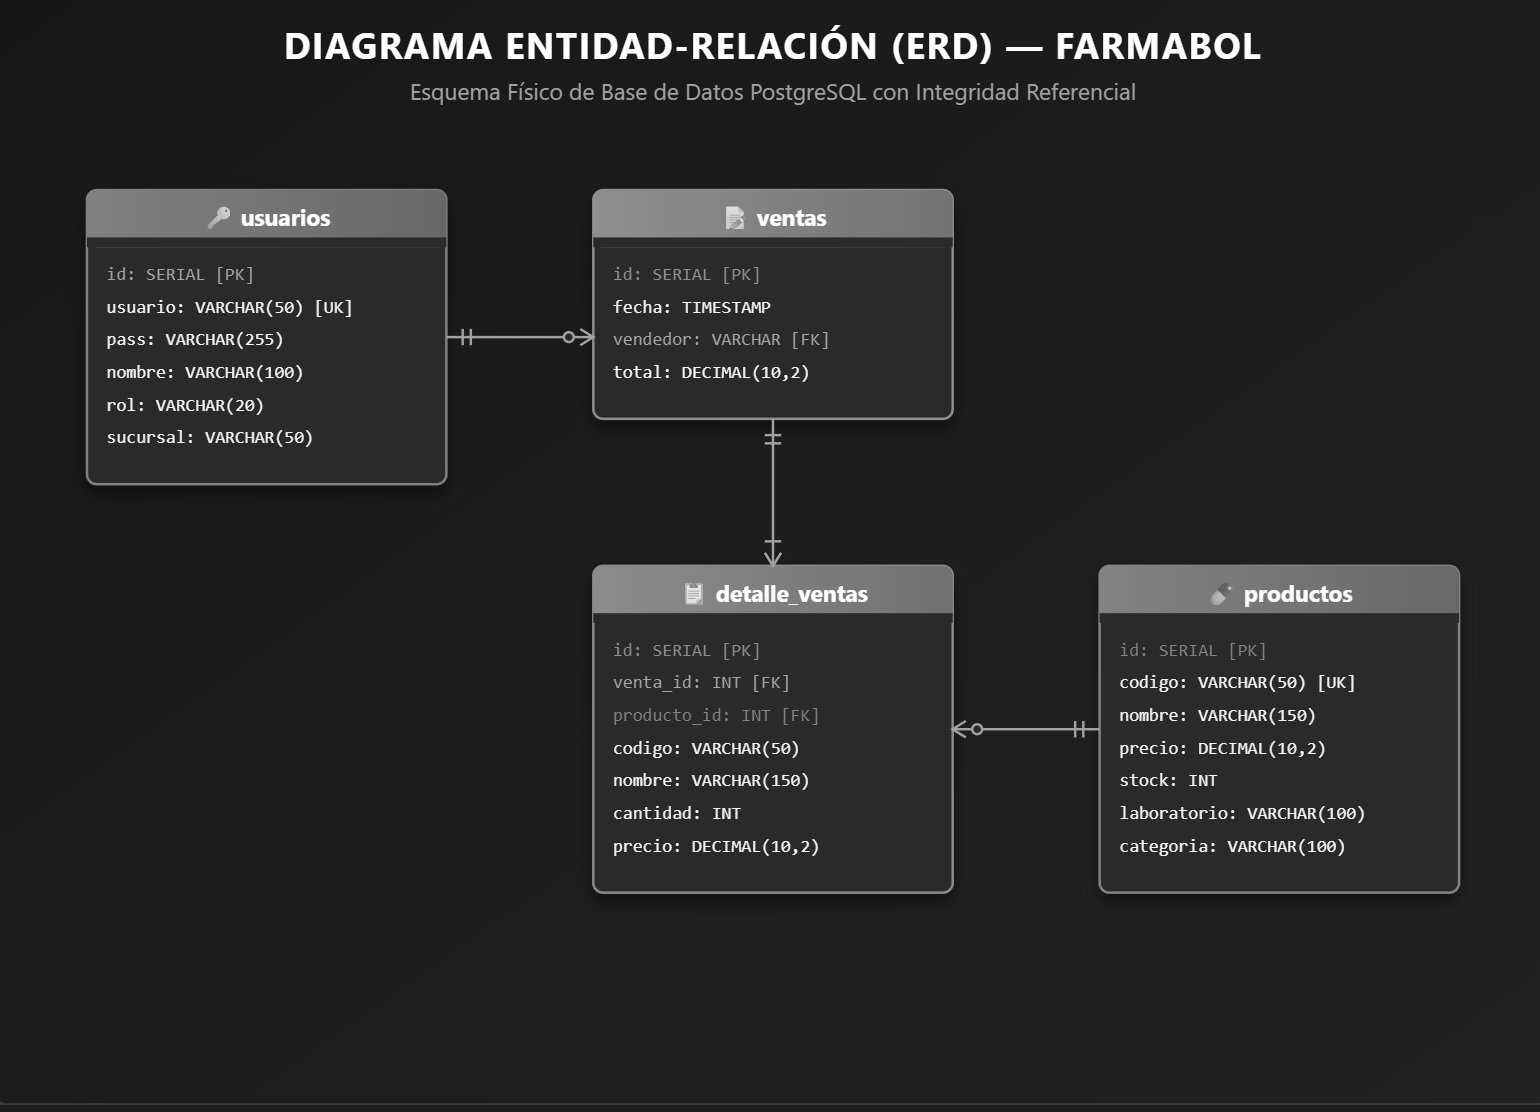 DIAGRAMA ENTIDAD-RELACIÓN (ERD) — FARMABOL
Esquema Físico de Base de Datos PostgreSQL con Integridad Referencial
usuarios
id: SERIAL [PK]
usuario: VARCHAR(50) [UK]
pass: VARCHAR(255)
nombre: VARCHAR(100)
rol: VARCHAR(20)
sucursal: VARCHAR(50)
ventas
id: SERIAL [PK]
fecha: TIMESTAMP
vendedor: VARCHAR [FK]
total: DECIMAL(10,2)
detalle_ventas
id: SERIAL [PK]
venta_id: INT [FK]
producto_id: INT [FK]
codigo: VARCHAR(50)
nombre: VARCHAR(150)
cantidad: INT
precio: DECIMAL(10,2)
productos
id: SERIAL [PK]
codigo: VARCHAR(50) [UK]
nombre: VARCHAR(150)
precio: DECIMAL(10,2)
stock: INT
laboratorio: VARCHAR(100)
categoria: VARCHAR(100)